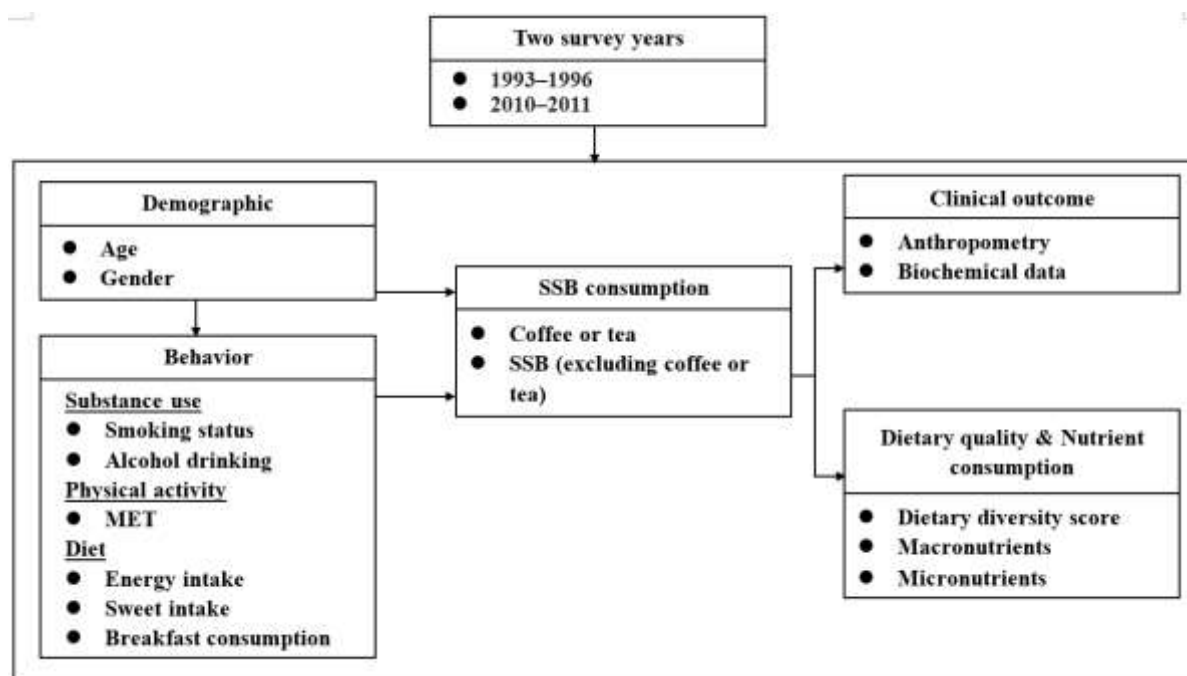 Two survey years
● 1993–1996
● 2010–2011
Demographic
● Age
● Gender
Behavior
Substance use
● Smoking status
● Alcohol drinking
Physical activity
● MET
Diet
● Energy intake
● Sweet intake
● Breakfast consumption
SSB consumption
● Coffee or tea
● SSB (excluding coffee or
tea)
Clinical outcome
● Anthropometry
● Biochemical data
Dietary quality & Nutrient
consumption
● Dietary diversity score
● Macronutrients
● Micronutrients